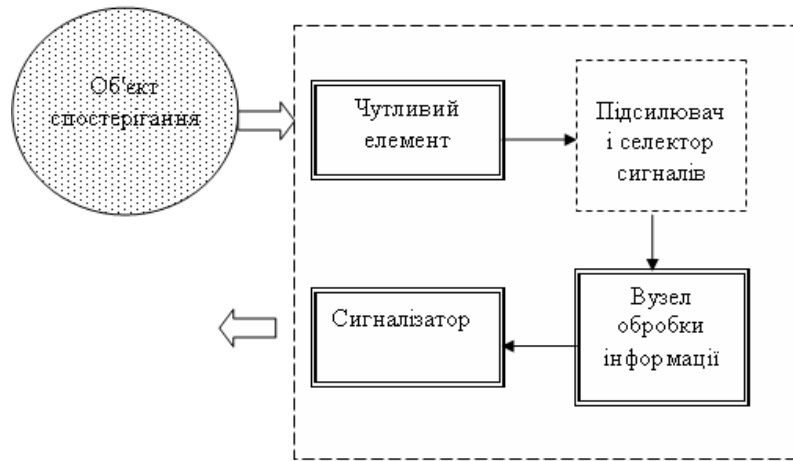 Об'єкт
спостерігання
Чутливий
елемент
Підсилювач
і селектор
сигналів
Сигналізатор
Вузел
обробки
інформації